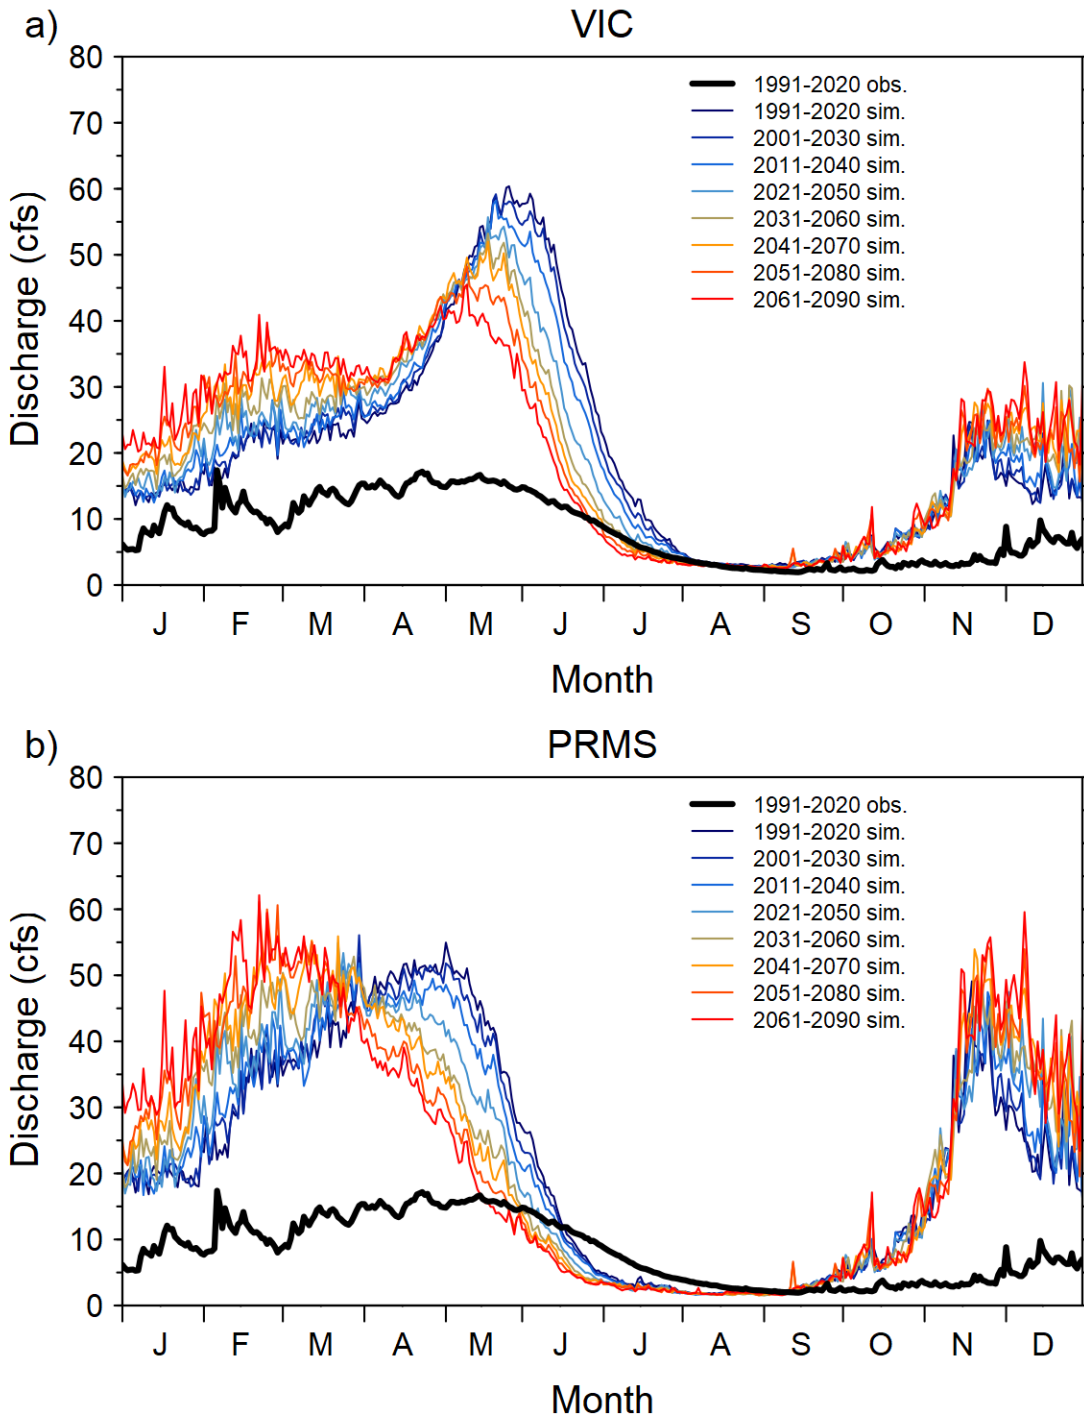 a)
VIC
80
70
60
50
40
30
20
10
0
Discharge (cfs)
1991-2020 obs.
1991-2020 sim.
2001-2030 sim.
2011-2040 sim.
2021-2050 sim.
2031-2060 sim.
2041-2070 sim.
2051-2080 sim.
2061-2090 sim.
J F M A M J J A S O N D
Month
b)
PRMS
80
70
60
50
40
30
20
10
0
Discharge (cfs)
1991-2020 obs.
1991-2020 sim.
2001-2030 sim.
2011-2040 sim.
2021-2050 sim.
2031-2060 sim.
2041-2070 sim.
2051-2080 sim.
2061-2090 sim.
J F M A M J J A S O N D
Month